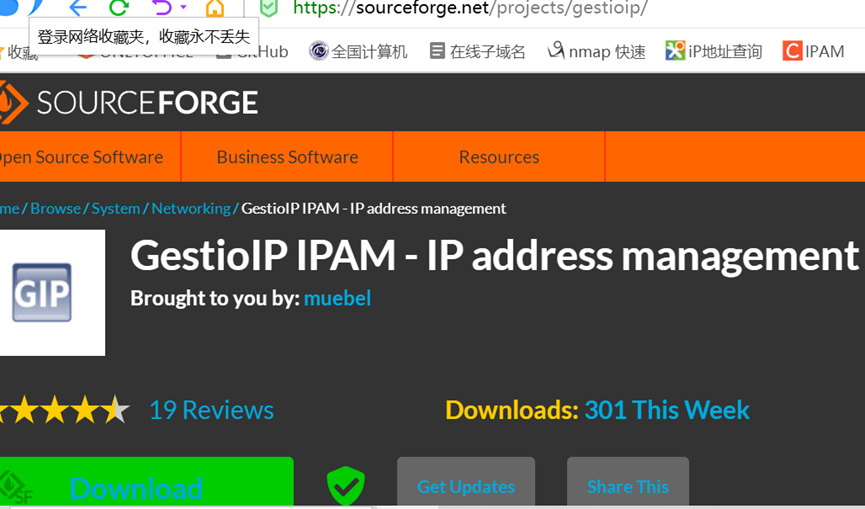 https://sourceforge.net/projects/gestioip/
登录网络收藏夹，收藏永不丢失
收藏 GitHub 全国计算机 在线子域名 nmap 快速 iP地址查询 C IPAM
SOURCEFORGE
Open Source Software Business Software Resources
me / Browse / System / Networking / GestioIP IPAM - IP address management
GestioIP IPAM - IP address management
GIP
Brought to you by: muebel
19 Reviews Downloads: 301 This Week
SF Download Get Updates Share This